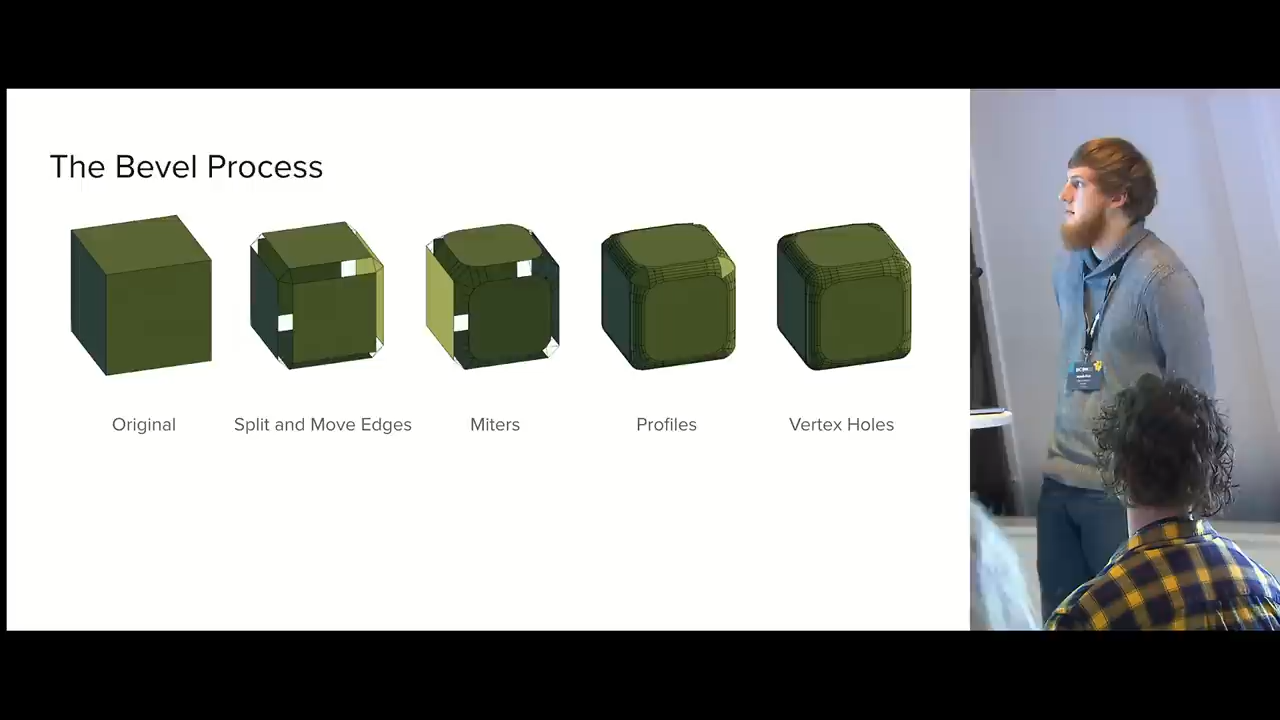 The Bevel Process
Original
Split and Move Edges
Miters
Profiles
Vertex Holes